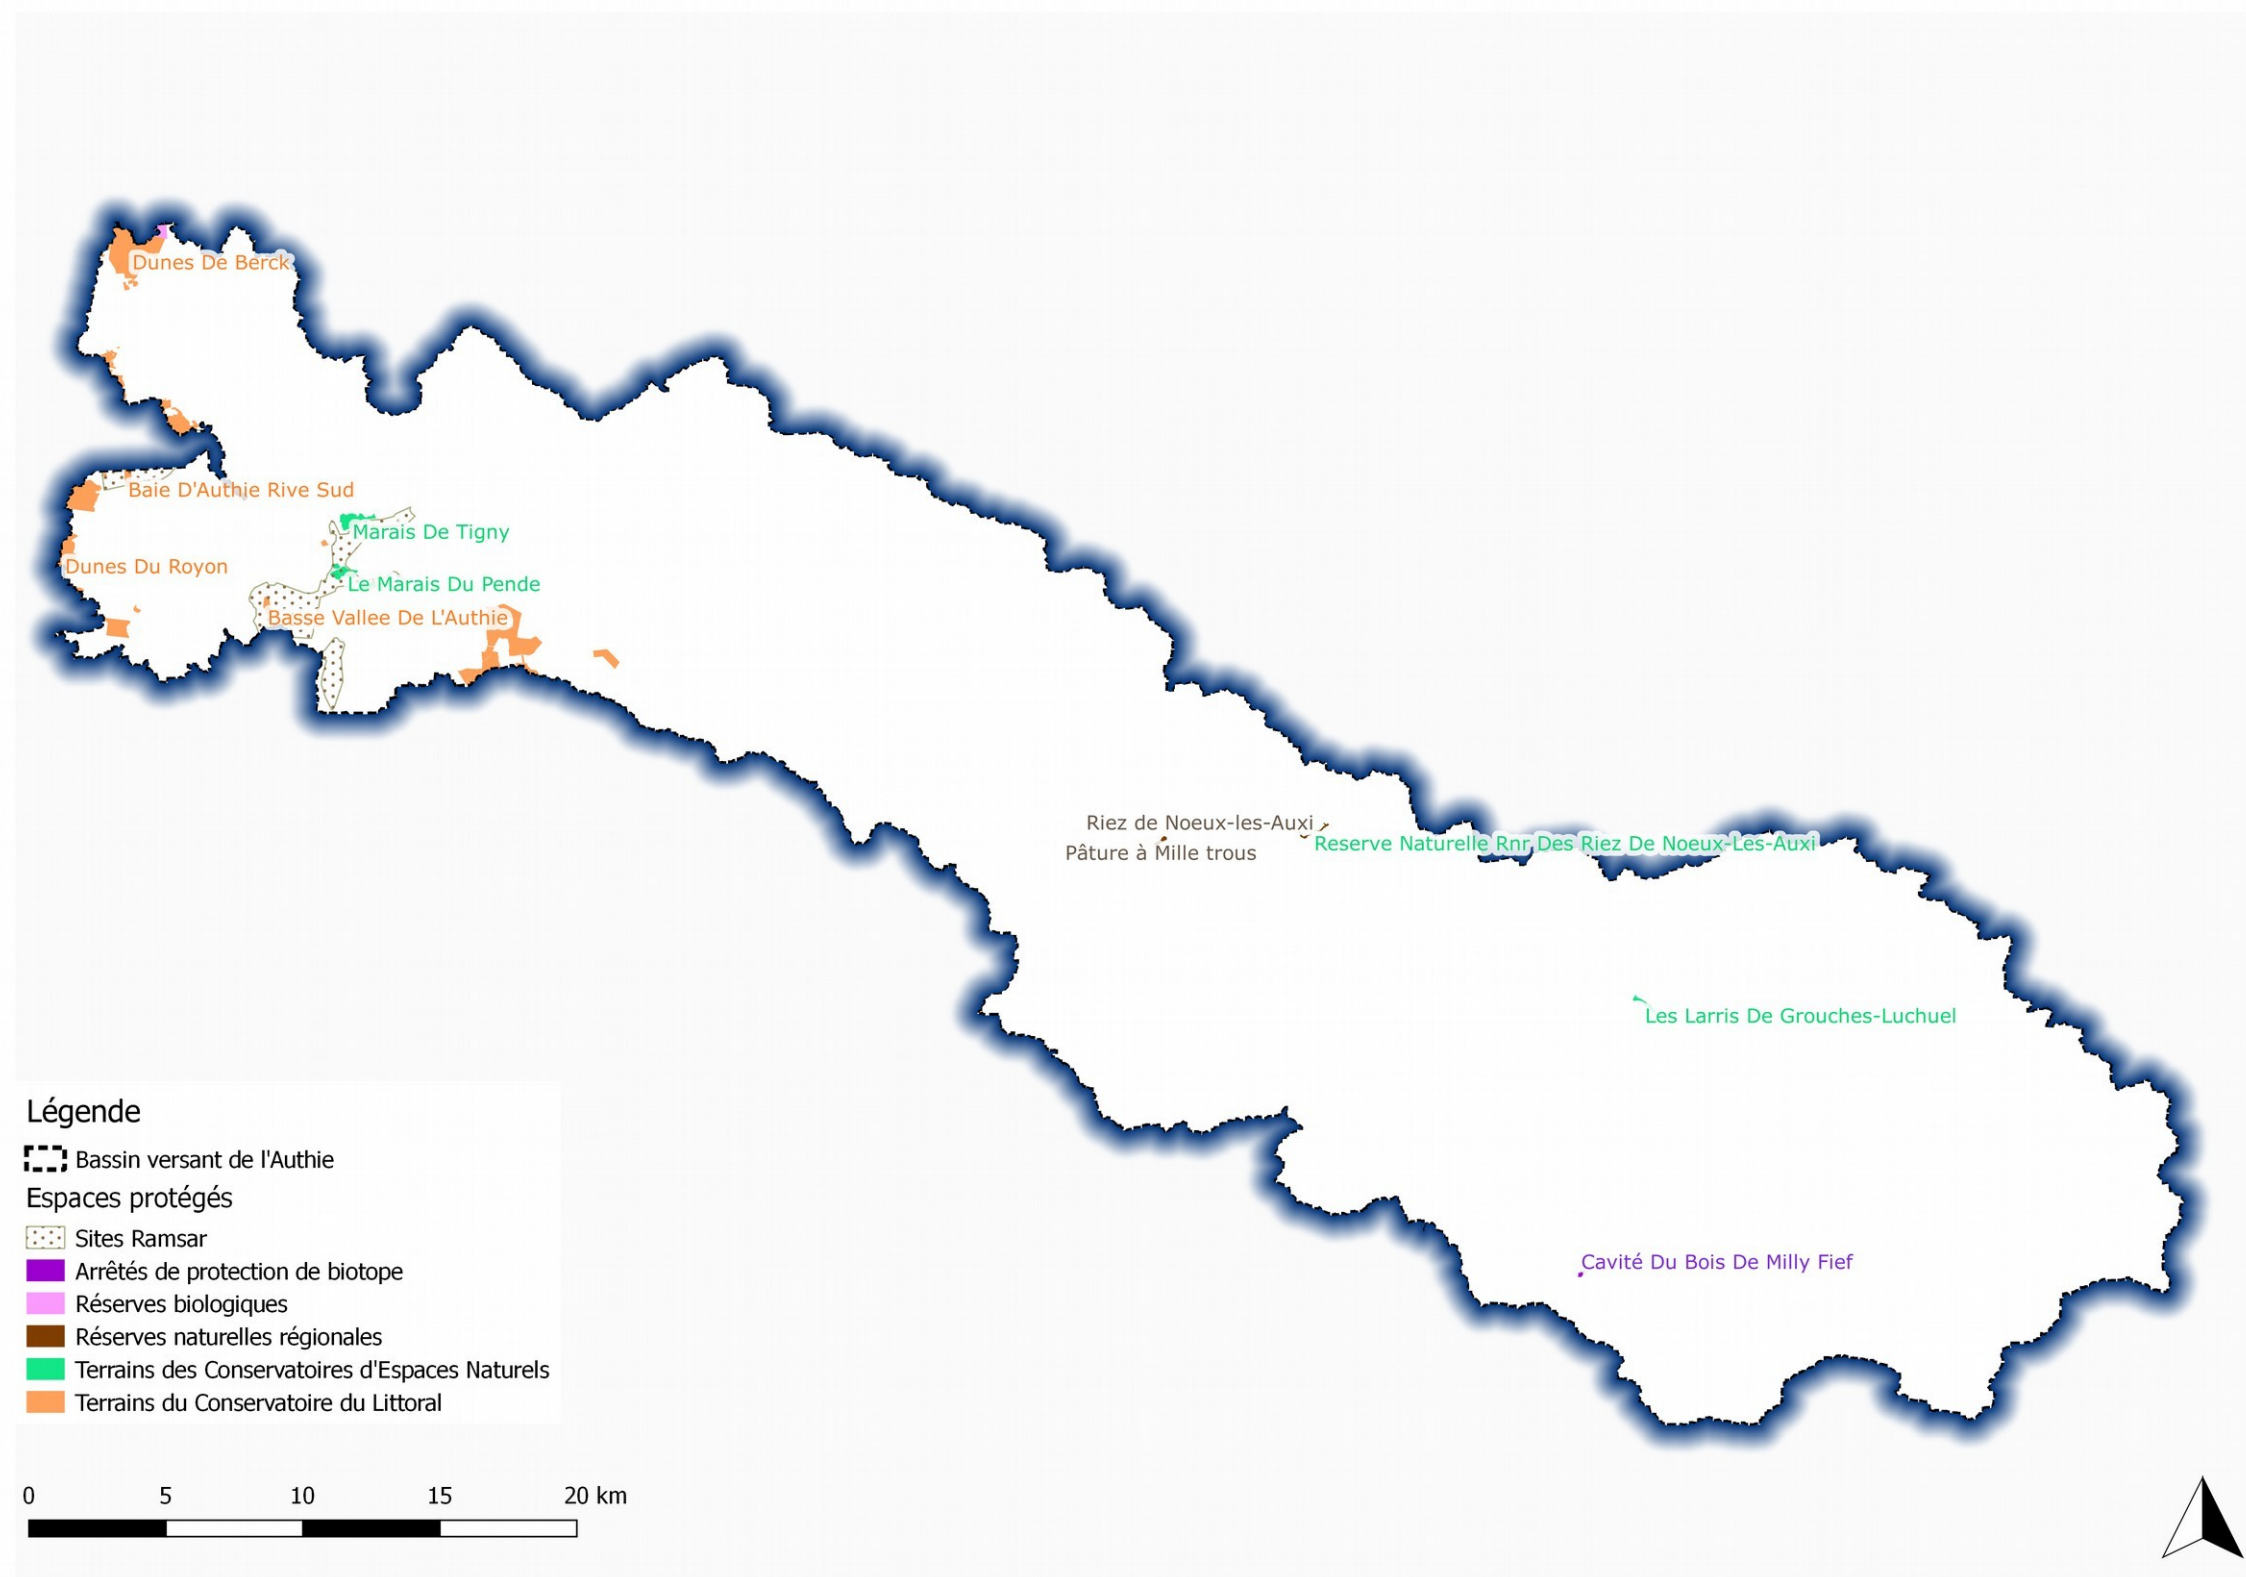 Dunes De Berck
Baie D'Authie Rive Sud
Marais De Tigny
Dunes Du Royon
Le Marais Du Pende
Basse Vallee De L'Authie
Riez de Noeux-les-Auxi
Reserve Naturelle Rnr Des Riez De Noeux-Les-Auxi
Pâture à Mille trous
Les Larris De Grouches-Luchuel
Cavité Du Bois De Milly Fief
Légende
Bassin versant de l'Authie
Espaces protégés
Sites Ramsar
Arrêtés de protection de biotope
Réserves biologiques
Réserves naturelles régionales
Terrains des Conservatoires d'Espaces Naturels
Terrains du Conservatoire du Littoral
0 5 10 15 20 km